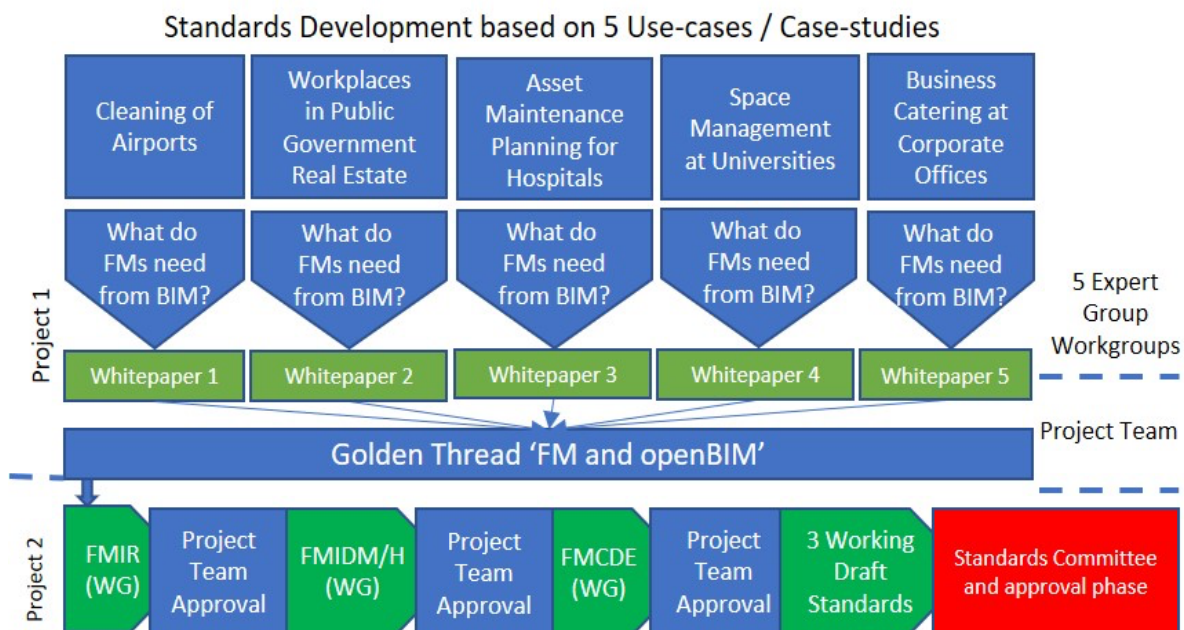 Standards Development based on 5 Use-cases / Case-studies
Cleaning of
Airports
Workplaces
in Public
Government
Real Estate
Asset
Maintenance
Planning for
Hospitals
Space
Management
at Universities
Business
Catering at
Corporate
Offices
What do
FMs need
from BIM?
What do
FMs need
from BIM?
What do
FMs need
from BIM?
What do
FMs need
from BIM?
What do
FMs need
from BIM?
Project 1
5 Expert
Group
Workgroups
Whitepaper 1
Whitepaper 2
Whitepaper 3
Whitepaper 4
Whitepaper 5
Golden Thread ‘FM and openBIM’
Project Team
Project 2
FMIR
(WG)
Project
Team
Approval
FMIDM/H
(WG)
Project
Team
Approval
FMCDE
(WG)
Project
Team
Approval
3 Working
Draft
Standards
Standards Committee
and approval phase